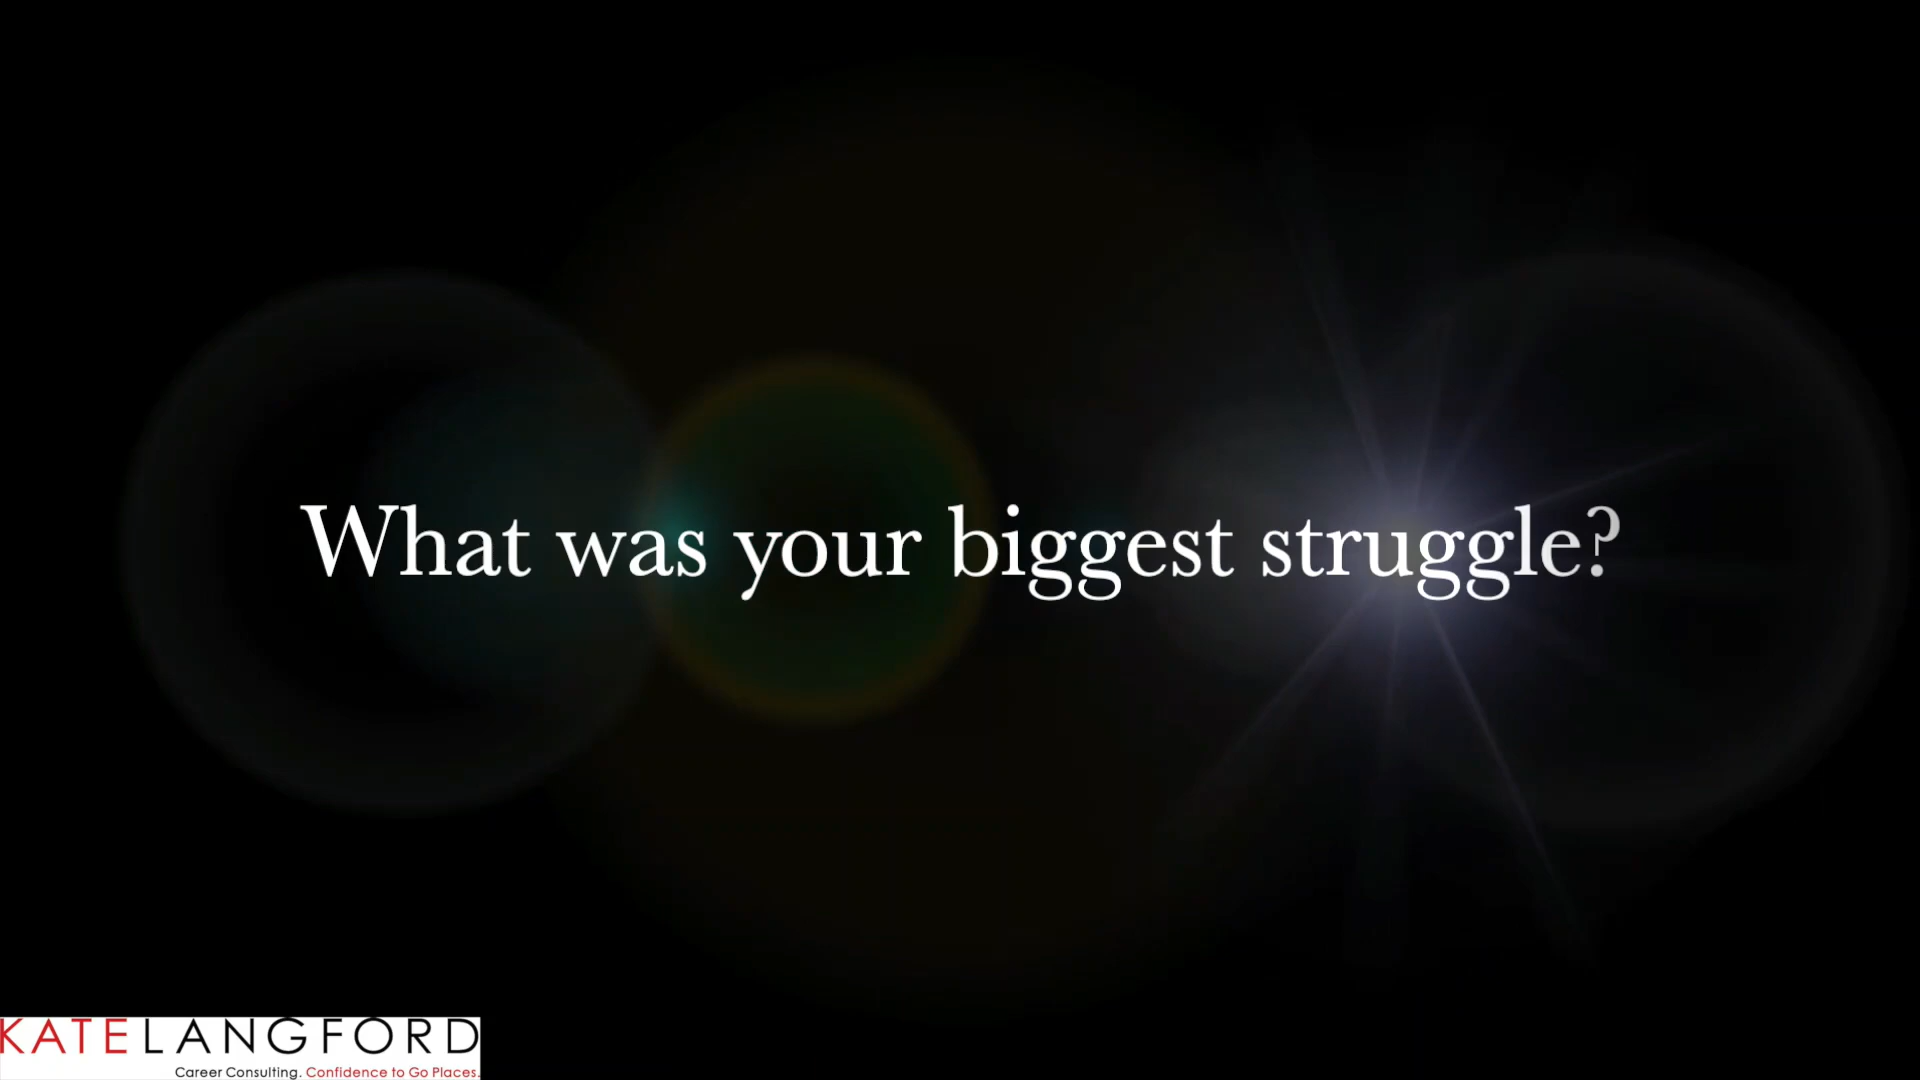 What was your biggest struggle?
KATELANGFORD
Career Consulting. Confidence to Go Places.